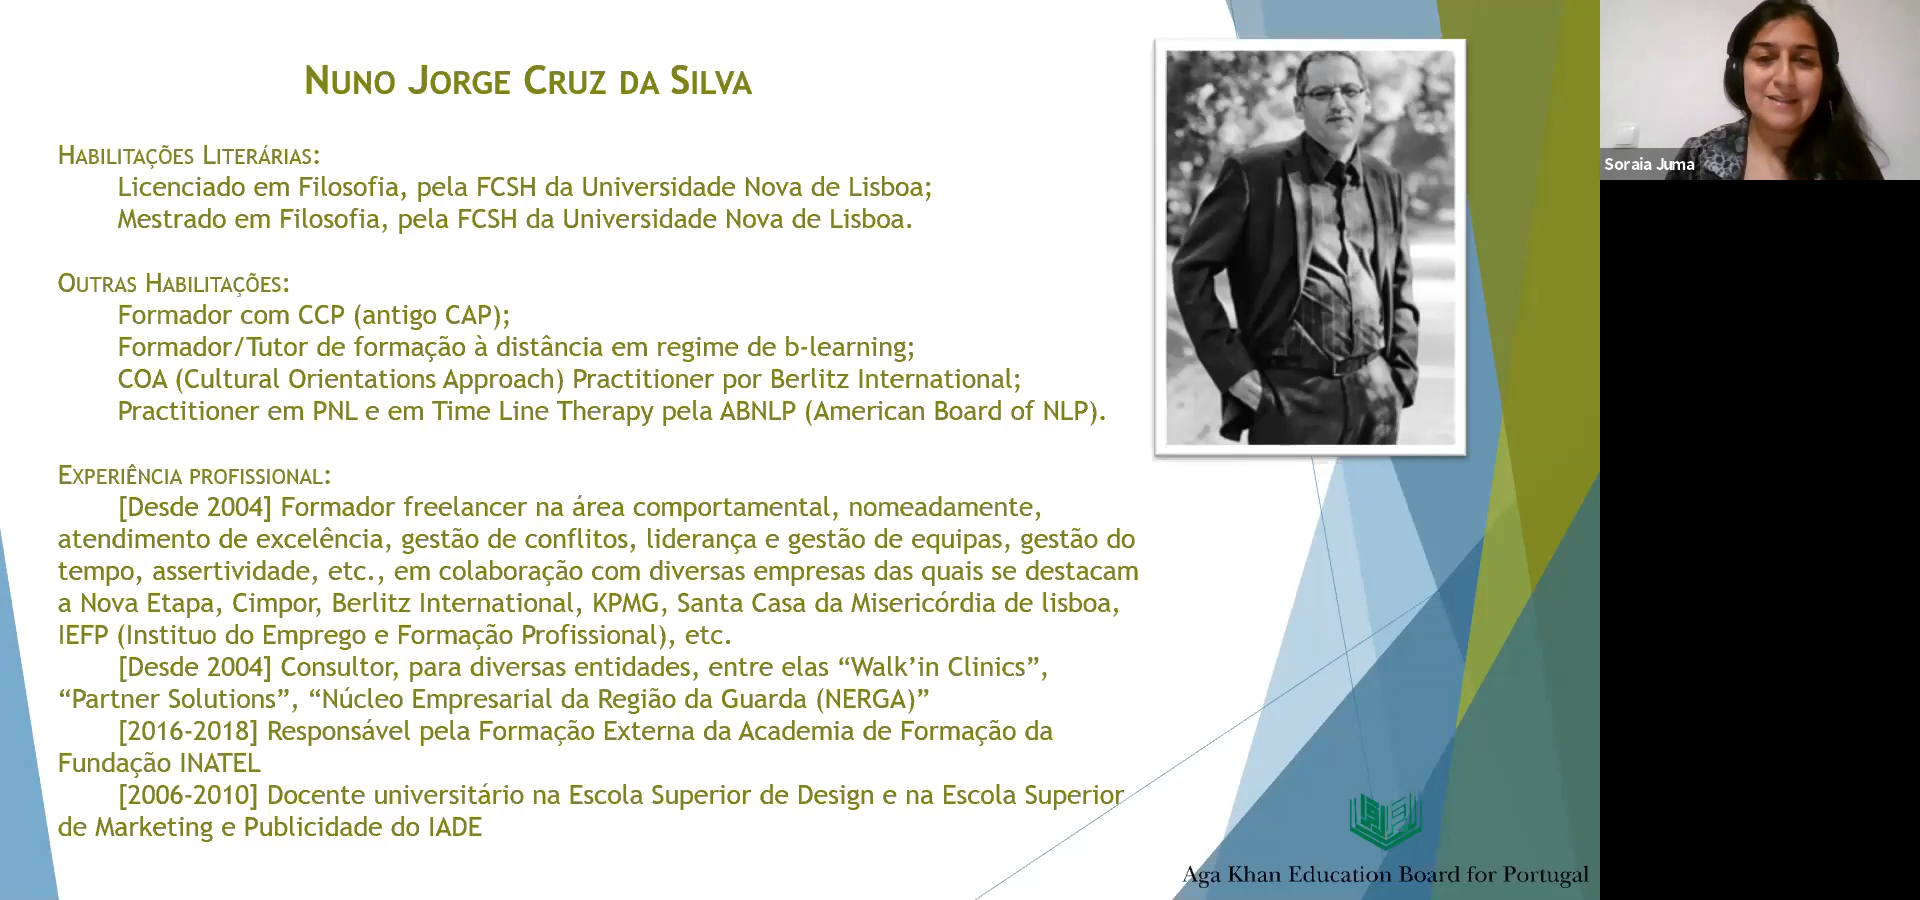 NUNO JORGE CRUZ DA SILVA
HABILITAÇÕES LITERÁRIAS:
Licenciado em Filosofia, pela FCSH da Universidade Nova de Lisboa;
Mestrado em Filosofia, pela FCSH da Universidade Nova de Lisboa.
OUTRAS HABILITAÇÕES:
Formador com CCP (antigo CAP);
Formador/Tutor de formação à distância em regime de b-learning;
COA (Cultural Orientations Approach) Practitioner por Berlitz International;
Practitioner em PNL e em Time Line Therapy pela ABNLP (American Board of NLP).
EXPERIÊNCIA PROFISSIONAL:
[Desde 2004] Formador freelancer na área comportamental, nomeadamente,
atendimento de excelência, gestão de conflitos, liderança e gestão de equipas, gestão do
tempo, assertividade, etc., em colaboração com diversas empresas das quais se destacam
a Nova Etapa, Cimpor, Berlitz International, KPMG, Santa Casa da Misericórdia de lisboa,
IEFP (Instituo do Emprego e Formação Profissional), etc.
[Desde 2004] Consultor, para diversas entidades, entre elas “Walk’in Clinics”,
“Partner Solutions”, “Núcleo Empresarial da Região da Guarda (NERGA)”
[2016-2018] Responsável pela Formação Externa da Academia de Formação da
Fundação INATEL
[2006-2010] Docente universitário na Escola Superior de Design e na Escola Superior
de Marketing e Publicidade do IADE
Aga Khan Education Board for Portugal
Soraia Juma